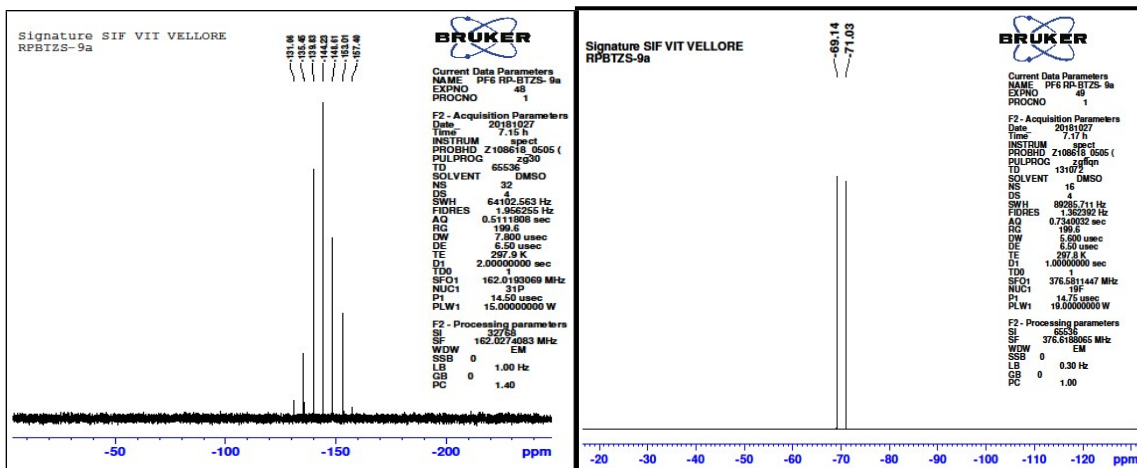 Signature SIF VIT VELLORE
RPBTZS-9a
-131.06
-135.45
-139.83
-144.23
-148.61
-153.01
-157.40
BRUKER
Current Data Parameters
NAME PF6 RP-BTZS- 9a
EXPNO 48
PROCNO 1
F2 - Acquisition Parameters
Date_ 20181027
Time 7.15 h
INSTRUM spect
PROBHD Z108618_0505 (
PULPROG zg30
TD 65536
SOLVENT DMSO
NS 32
DS 4
SWH 64102.563 Hz
FIDRES 1.956255 Hz
AQ 0.5111808 sec
RG 199.6
DW 7.800 usec
DE 6.50 usec
TE 297.9 K
D1 2.00000000 sec
TD0 1
SFO1 162.0193069 MHz
NUC1 31P
P1 14.50 usec
PLW1 15.00000000 W
F2 - Processing parameters
SI 32768
SF 162.0274083 MHz
WDW EM
SSB 0
LB 1.00 Hz
GB 0
PC 1.40
-50 -100 -150 -200 ppm
Signature SIF VIT VELLORE
RPBTZS-9a
-69.14
-71.03
BRUKER
Current Data Parameters
NAME PF6 RP-BTZS- 9a
EXPNO 49
PROCNO 1
F2 - Acquisition Parameters
Date_ 20181027
Time 7.17 h
INSTRUM spect
PROBHD Z108618_0505 (
PULPROG zgflqn
TD 131072
SOLVENT DMSO
NS 16
DS 4
SWH 89285.711 Hz
FIDRES 1.362392 Hz
AQ 0.7340032 sec
RG 199.6
DW 5.600 usec
DE 6.50 usec
TE 297.8 K
D1 1.00000000 sec
TD0 1
SFO1 376.5811447 MHz
NUC1 19F
P1 14.75 usec
PLW1 19.00000000 W
F2 - Processing parameters
SI 65536
SF 376.6188065 MHz
WDW EM
SSB 0
LB 0.30 Hz
GB 0
PC 1.00
-20 -30 -40 -50 -60 -70 -80 -90 -100 -110 -120 ppm